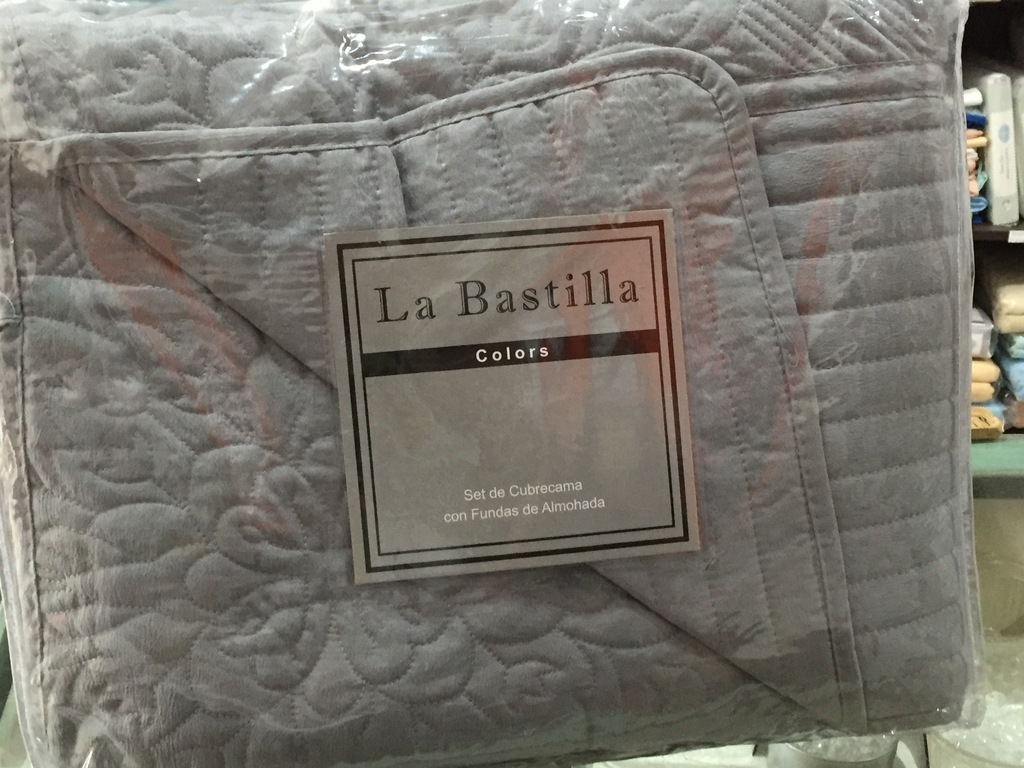 La Bastilla
Colors
Set de Cubrecama
con Fundas de Almohada